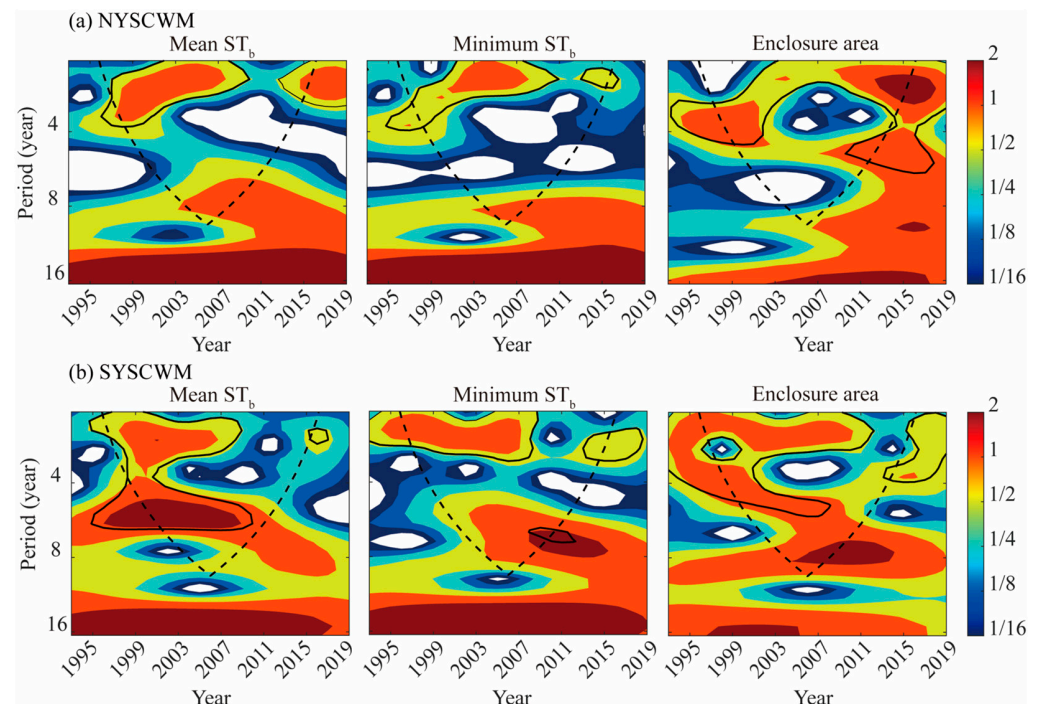 (a) NYSCWM
Mean STb
Minimum STb
Enclosure area
Period (year)
4
8
16
1995 1999 2003 2007 2011 2015 2019
1995 1999 2003 2007 2011 2015 2019
1995 1999 2003 2007 2011 2015 2019
Year
Year
Year
2
1
1/2
1/4
1/8
1/16
(b) SYSCWM
Mean STb
Minimum STb
Enclosure area
Period (year)
4
8
16
1995 1999 2003 2007 2011 2015 2019
1995 1999 2003 2007 2011 2015 2019
1995 1999 2003 2007 2011 2015 2019
Year
Year
Year
2
1
1/2
1/4
1/8
1/16